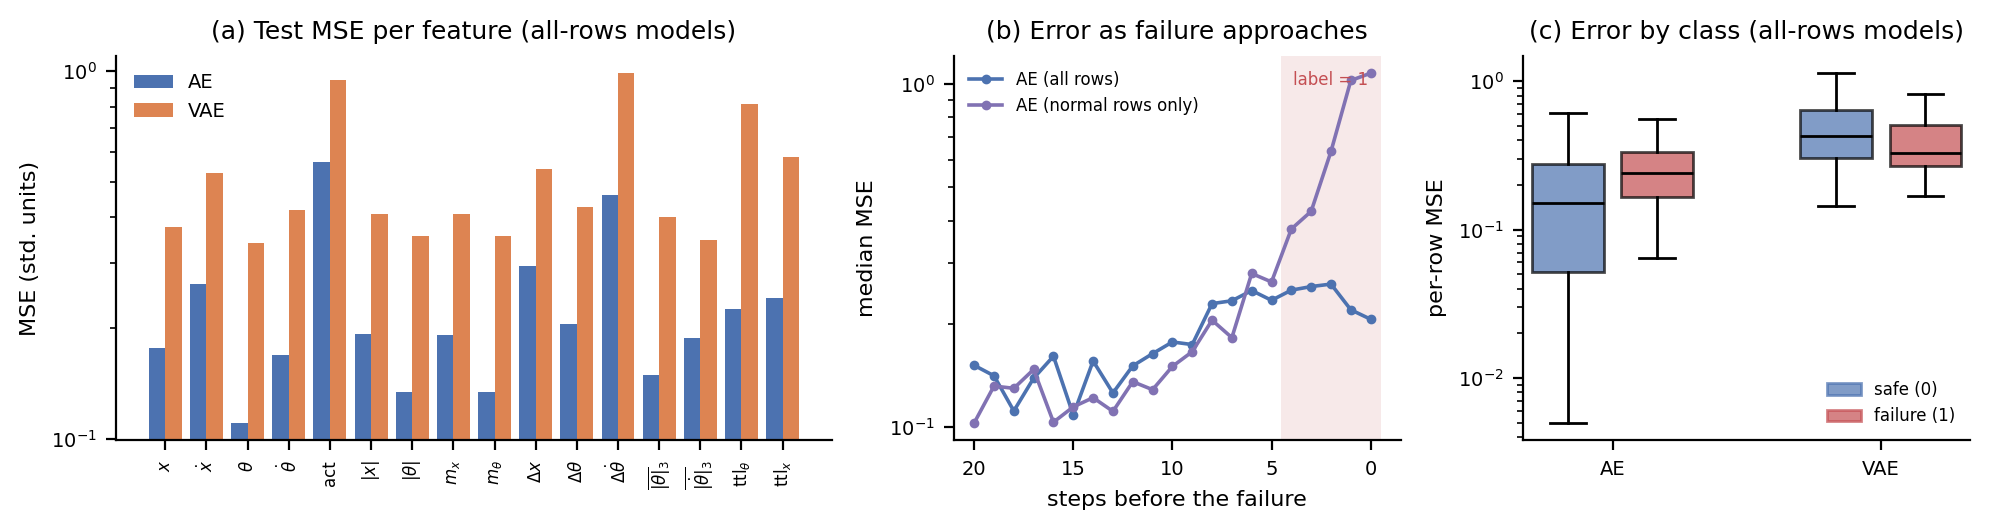 (a) Test MSE per feature (all-rows models)
MSE (std. units)
10⁰
10⁻¹
AE
VAE
x
ẋ
θ
θ̇
act
|x|
|θ|
mₓ
m_θ
Δx
Δθ
Δθ̇
|θ|̅₃
|θ̇|̅₃
ttl_θ
ttlₓ
(b) Error as failure approaches
median MSE
10⁰
10⁻¹
AE (all rows)
AE (normal rows only)
label = 1
20 15 10 5 0
steps before the failure
(c) Error by class (all-rows models)
per-row MSE
10⁰
10⁻¹
10⁻²
safe (0)
failure (1)
AE VAE